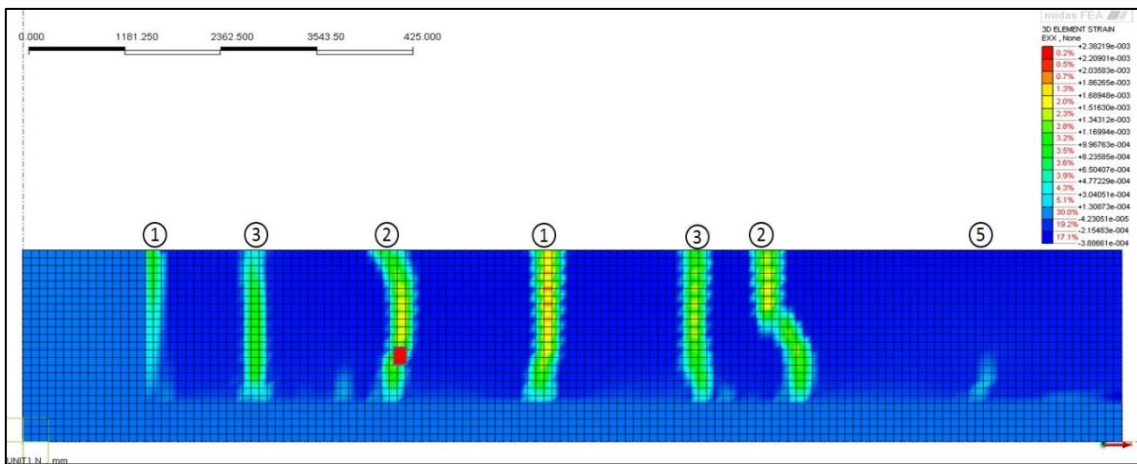 midas FEA
0.000 1181.250 2362.500 3543.50 425.000
3D ELEMENT STRAIN
EXX , None
+2.38219e-003
0.2%
+2.20901e-003
0.5%
+2.03583e-003
0.7%
+1.86265e-003
1.3%
+1.68948e-003
2.0%
+1.51630e-003
2.3%
+1.34312e-003
2.8%
+1.16994e-003
3.2%
+9.96763e-004
3.5%
+8.23585e-004
3.6%
+6.50407e-004
3.9%
+4.77229e-004
4.3%
+3.04051e-004
5.1%
+1.30873e-004
30.0%
-4.23051e-005
19.2%
-2.15483e-004
17.1%
-3.88661e-004
① ③ ② ① ③ ② ⑤
[UNIT] N , mm